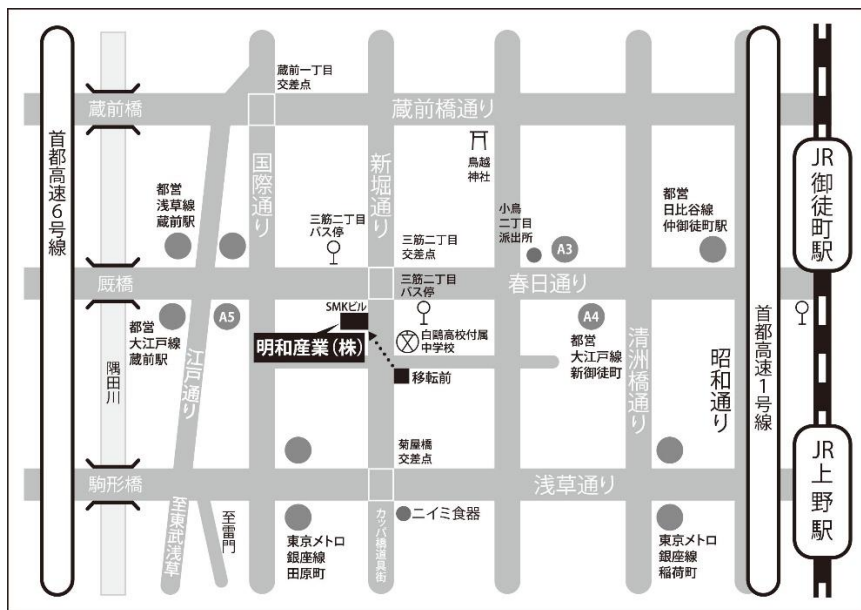 蔵前一丁目
交差点
蔵前橋
蔵前橋通り
首都高速6号線
国際通り
新堀通り
鳥越
神社
JR御徒町駅
都営
浅草線
蔵前駅
三筋二丁目
バス停
三筋二丁目
交差点
小鳥
二丁目
派出所
A3
都営
日比谷線
仲御徒町駅
厩橋
三筋二丁目
バス停
春日通り
SMKビル
明和産業(株)
都営
大江戸線
蔵前駅
A5
白鷗高校付属
中学校
A4
都営
大江戸線
新御徒町
清洲橋通り
昭和通り
首都高速1号線
隅田川
江戸通り
移転前
菊屋橋
交差点
JR上野駅
駒形橋
浅草通り
至東武浅草
至雷門
東京メトロ
銀座線
田原町
カッパ橋道具街
ニイミ食器
東京メトロ
銀座線
稲荷町